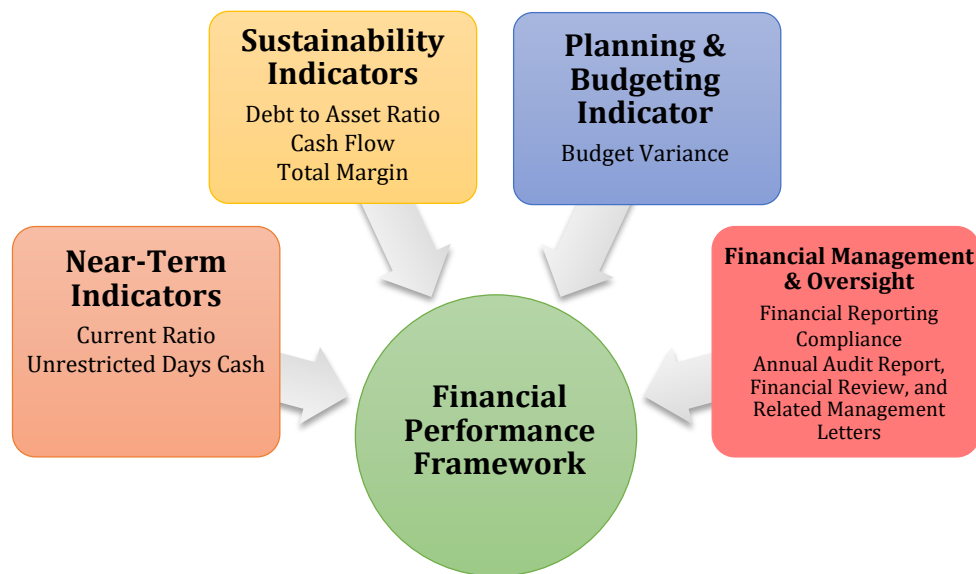 Sustainability
Indicators
Debt to Asset Ratio
Cash Flow
Total Margin
Planning &
Budgeting
Indicator
Budget Variance
Near-Term
Indicators
Current Ratio
Unrestricted Days Cash
Financial Management
& Oversight
Financial Reporting
Compliance
Annual Audit Report,
Financial Review, and
Related Management
Letters
Financial
Performance
Framework